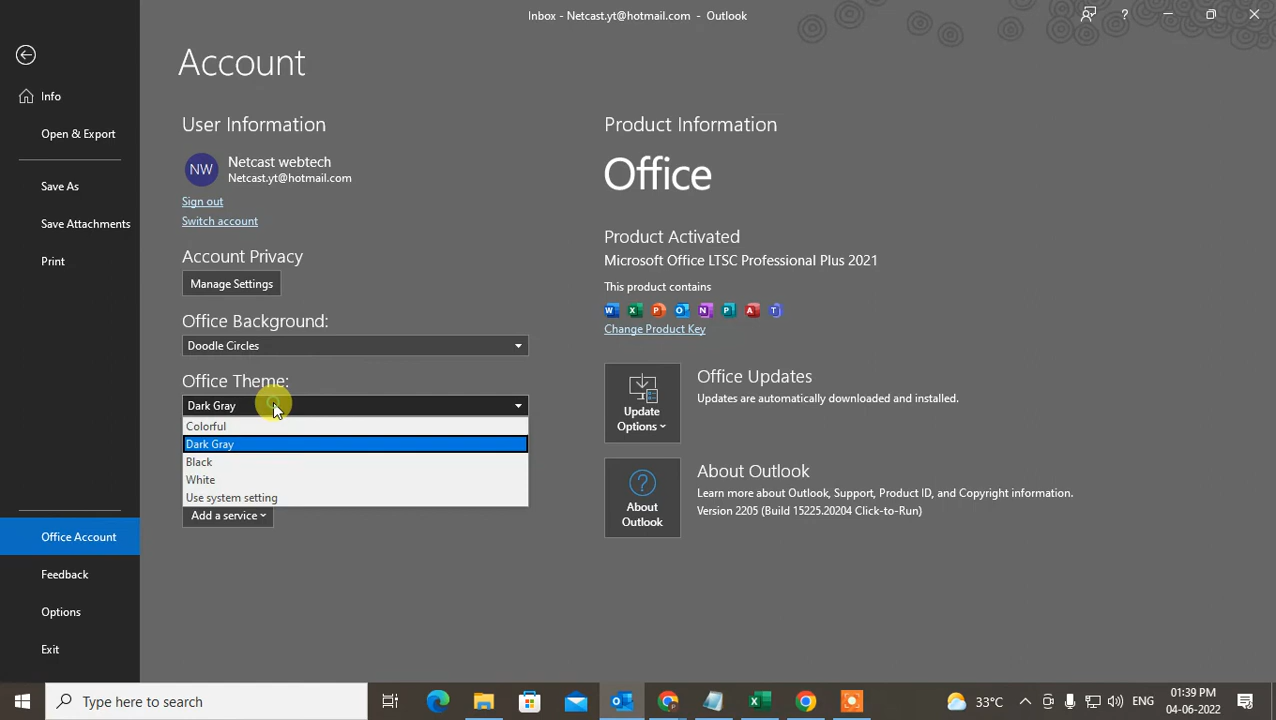 Inbox - Netcast.yt@hotmail.com - Outlook
?
Account
Info
Open & Export
Save As
Save Attachments
Print
Office Account
Feedback
Options
Exit
User Information
NW
Netcast webtech
Netcast.yt@hotmail.com
Sign out
Switch account
Account Privacy
Manage Settings
Office Background:
Doodle Circles
Office Theme:
Dark Gray
Colorful
Dark Gray
Black
White
Use system setting
Add a service
Product Information
Office
Product Activated
Microsoft Office LTSC Professional Plus 2021
This product contains
Change Product Key
Update
Options
Office Updates
Updates are automatically downloaded and installed.
About
Outlook
About Outlook
Learn more about Outlook, Support, Product ID, and Copyright information.
Version 2205 (Build 15225.20204 Click-to-Run)
Type here to search
33°C
ENG
01:39 PM
04-06-2022